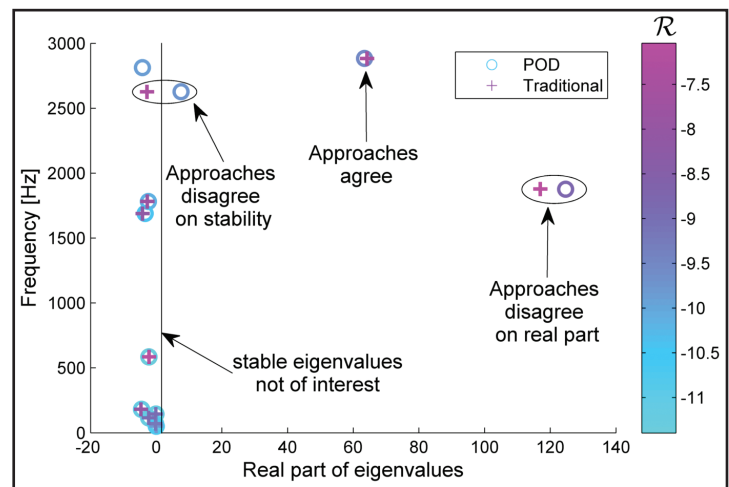 ℛ
3000
2500
2000
1500
1000
500
0
Frequency [Hz]
-20
0
20
40
60
80
100
120
140
Real part of eigenvalues
POD
Traditional
Approaches
agree
Approaches
disagree
on stability
Approaches
disagree
on real part
stable eigenvalues
not of interest
-7.5
-8
-8.5
-9
-9.5
-10
-10.5
-11